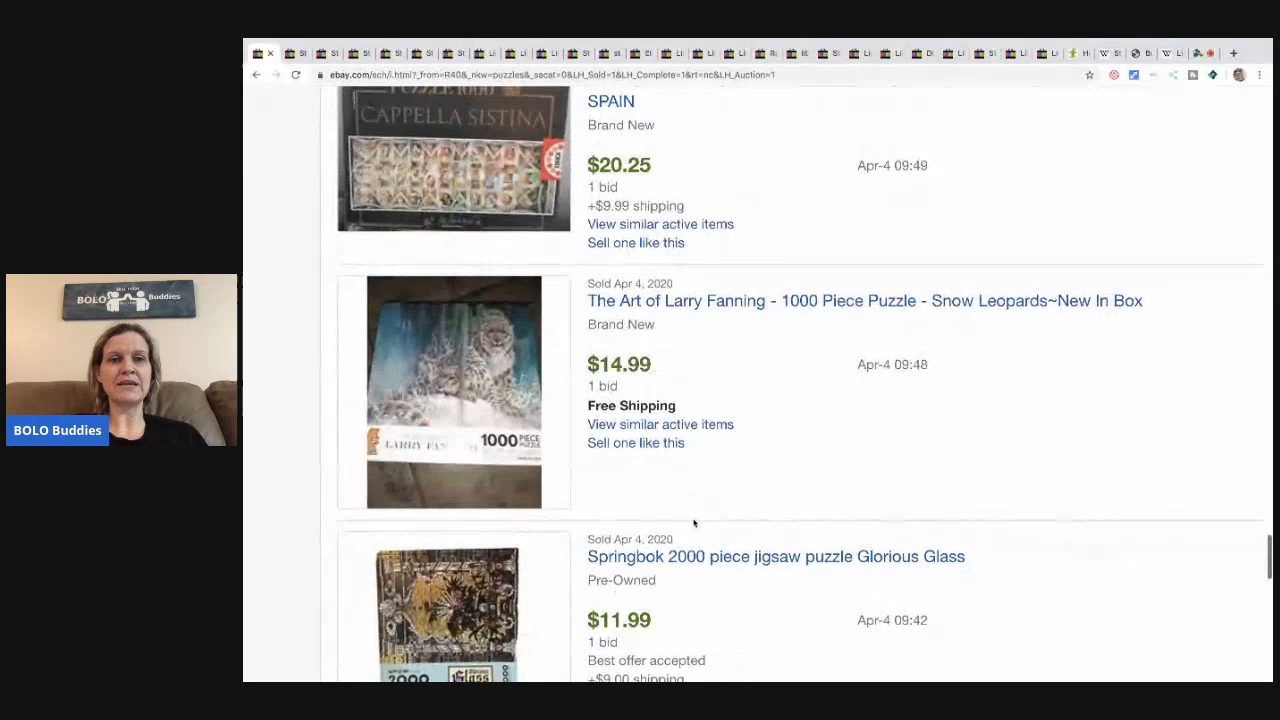 ebay.com/sch/i.html?_from=R40&_nkw=puzzles&_sacat=0&LH_Sold=1&LH_Complete=1&rt=nc&LH_Auction=1
PUZZLE 1000
CAPPELLA SISTINA
SPAIN
Brand New
$20.25
Apr-4 09:49
1 bid
+$9.99 shipping
View similar active items
Sell one like this
Sold Apr 4, 2020
The Art of Larry Fanning - 1000 Piece Puzzle - Snow Leopards~New In Box
Brand New
$14.99
Apr-4 09:48
1 bid
Free Shipping
View similar active items
Sell one like this
1000 PIECE
PUZZLE
BOLO Buddies
BOLO Buddies
Sold Apr 4, 2020
Springbok 2000 piece jigsaw puzzle Glorious Glass
Pre-Owned
$11.99
Apr-4 09:42
1 bid
Best offer accepted
+$9.00 shipping
2000
Glass